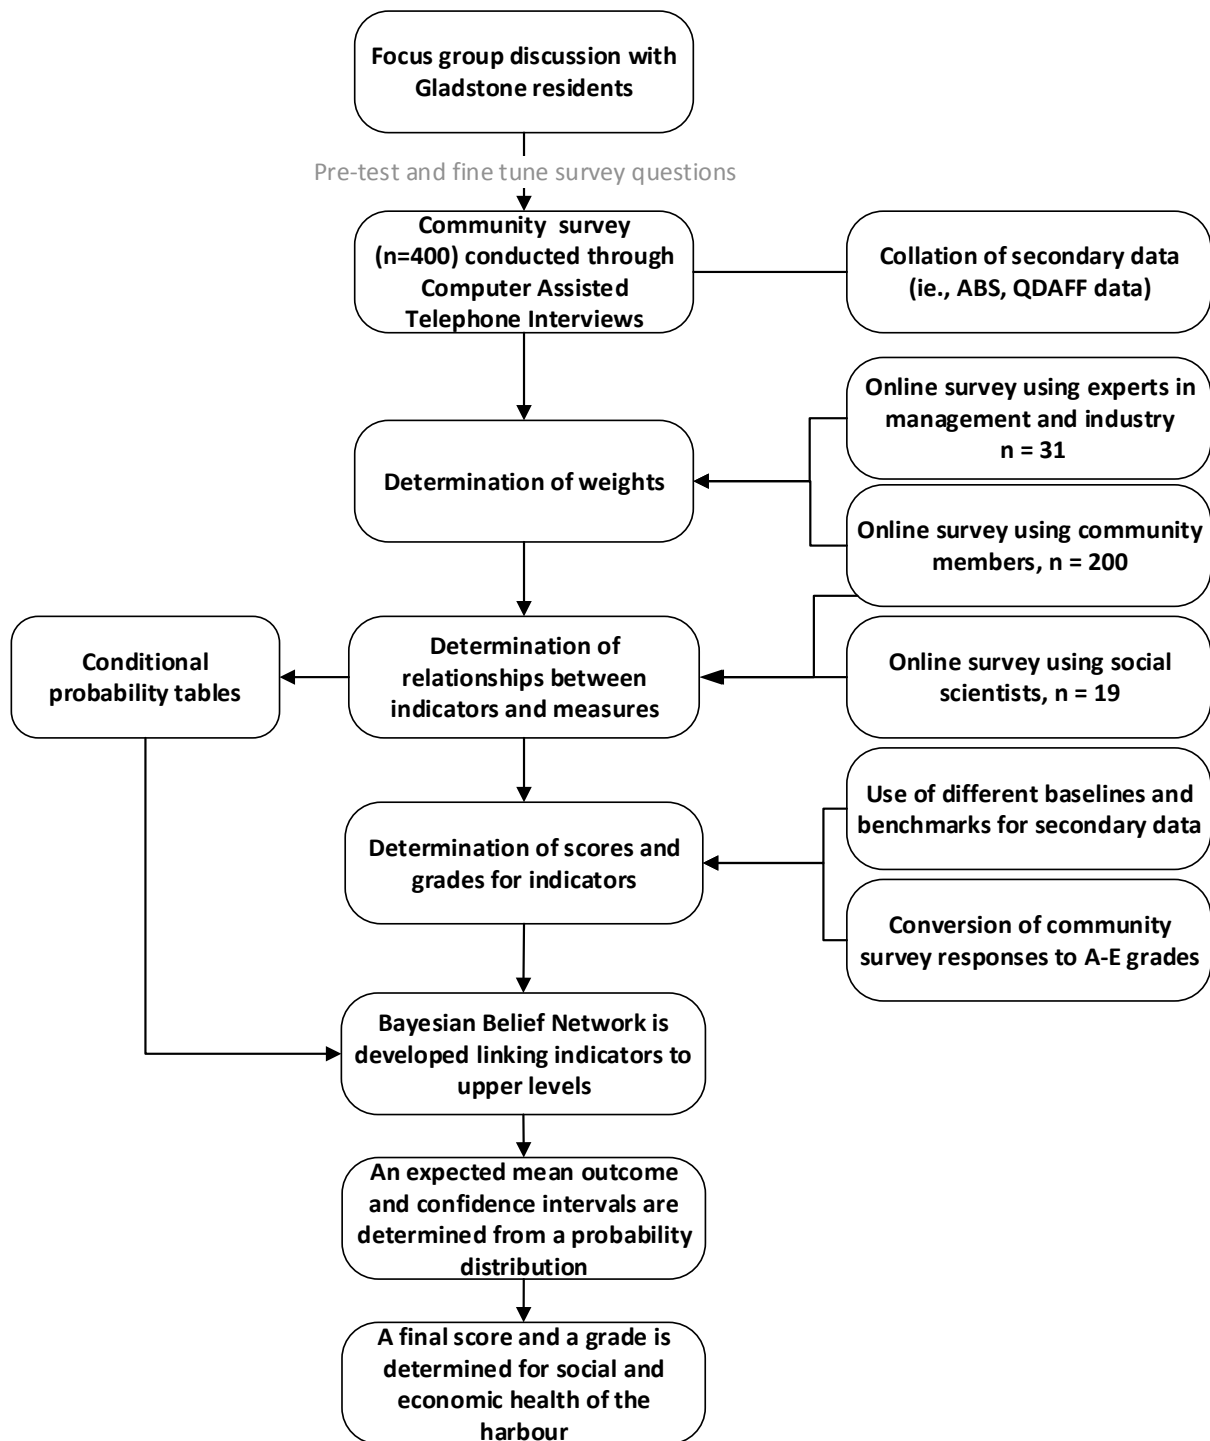 Focus group discussion with
Gladstone residents
Pre-test and fine tune survey questions
Community survey
(n=400) conducted through
Computer Assisted
Telephone Interviews
Collation of secondary data
(ie., ABS, QDAFF data)
Online survey using experts in
management and industry
n = 31
Determination of weights
Online survey using community
members, n = 200
Conditional
probability tables
Determination of
relationships between
indicators and measures
Online survey using social
scientists, n = 19
Use of different baselines and
benchmarks for secondary data
Determination of scores and
grades for indicators
Conversion of community
survey responses to A-E grades
Bayesian Belief Network is
developed linking indicators to
upper levels
An expected mean outcome
and confidence intervals are
determined from a probability
distribution
A final score and a grade is
determined for social and
economic health of the
harbour